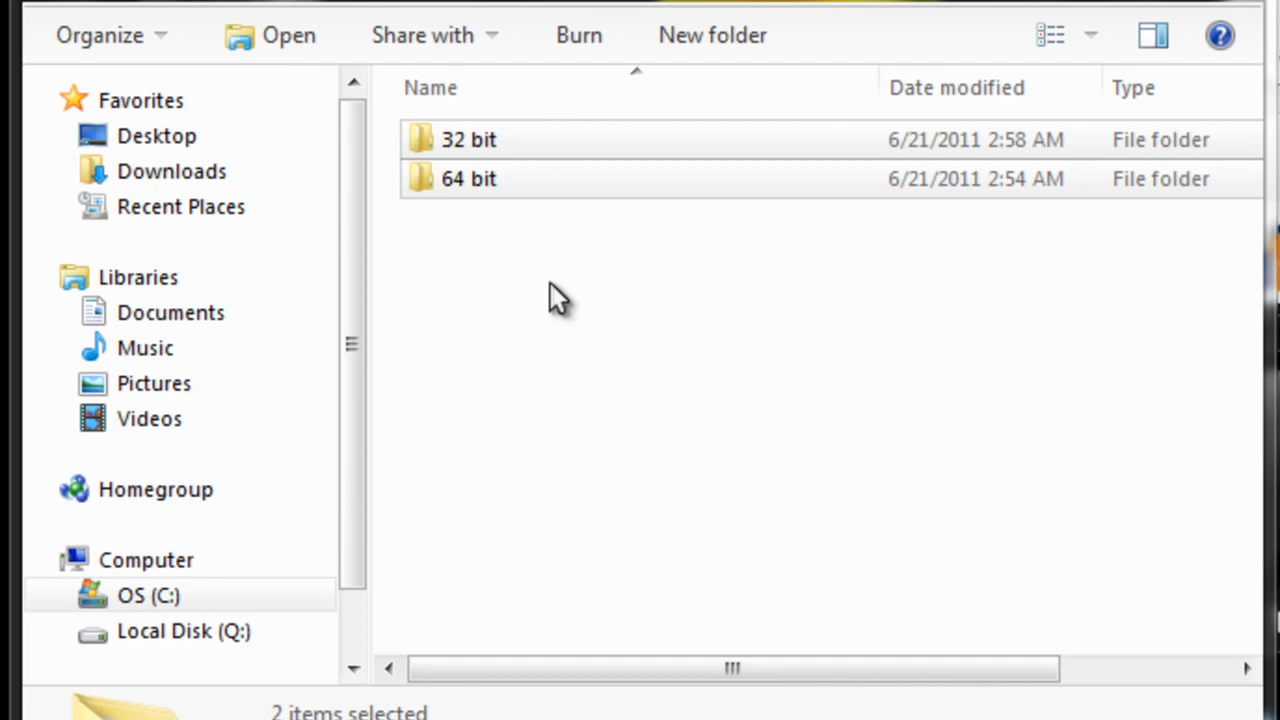 Organize Open Share with Burn New folder
Name Date modified Type
Favorites
Desktop
Downloads
Recent Places
Libraries
Documents
Music
Pictures
Videos
Homegroup
Computer
OS (C:)
Local Disk (Q:)
32 bit 6/21/2011 2:58 AM File folder
64 bit 6/21/2011 2:54 AM File folder
2 items selected